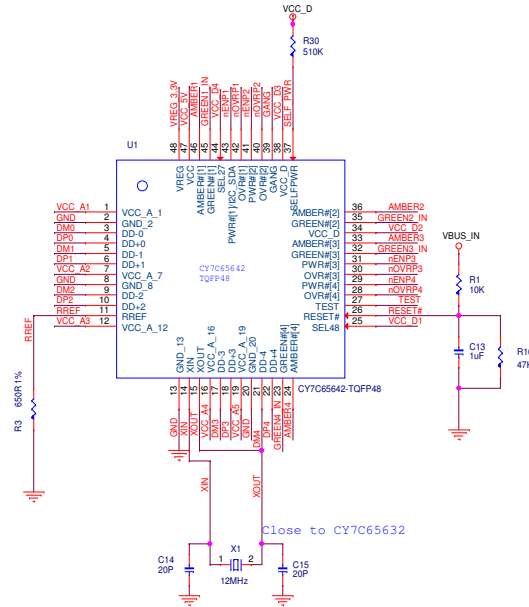 VCC_D
R30
510K
VREG_3.3V
VCC_5V
AMBER1
GREEN1_IN
VCC_D4
nENP1
nOVRP1
nENP2
nOVRP2
GANG
VCC_D3
SELF_PWR
48
47
46
45
44
43
42
41
40
39
38
37
U1
VREG
VCC
AMBER#[1]
GREEN#[1]
SEL27
PWR#[1]/I2C_SDA
OVR#[1]
PWR#[2]
OVR#[2]
GANG
VCC_D
SELFPWR
VCC_A1 1 VCC_A_1
GND 2 GND_2
DM0 3 DD-0
DP0 4 DD+0
DM1 5 DD-1
DP1 6 DD+1
VCC_A2 7 VCC_A_7
GND 8 GND_8
DM2 9 DD-2
DP2 10 DD+2
RREF 11 RREF
VCC_A3 12 VCC_A_12
CY7C65642
TQFP48
AMBER#[2] 36 AMBER2
GREEN#[2] 35 GREEN2_IN
VCC_D 34 VCC_D2
AMBER#[3] 33 AMBER3
GREEN#[3] 32 GREEN3_IN
PWR#[3] 31 nENP3
OVR#[3] 30 nOVRP3
PWR#[4] 29 nENP4
OVR#[4] 28 nOVRP4
TEST 27 TEST
RESET# 26 RESET#
SEL48 25 VCC_D1
VBUS_IN
R1
10K
C13
1uF
R10
47K
RREF
650R1%
R3
GND_13
XIN
XOUT
VCC_A_16
DD-3
DD+3
VCC_A_19
GND_20
DD-4
DD+4
GREEN#[4]
AMBER#[4]
CY7C65642-TQFP48
13
14
15
16
17
18
19
20
21
22
23
24
GND
XIN
XOUT
VCC_A4
DM3
DP3
VCC_A5
GND
DM4
DP4
GREEN4_IN
AMBER4
XIN
XOUT
Close to CY7C65632
C14
20P
X1
1
2
12MHz
C15
20P